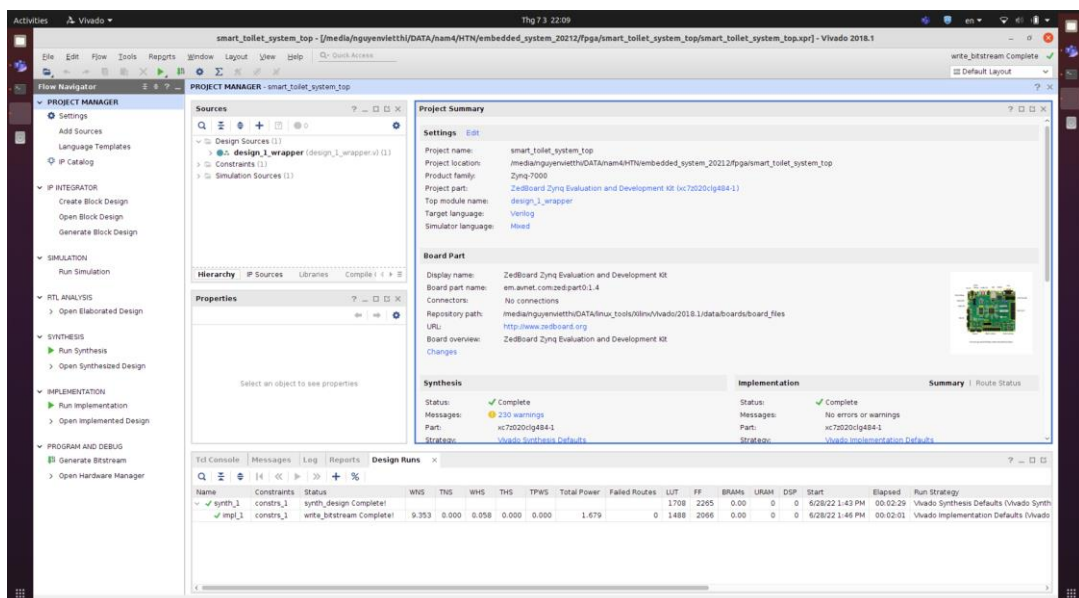 Activities Vivado Thg 7 3 22:09 en
smart_toilet_system_top - [/media/nguyenvietthi/DATA/nam4/HTN/embedded_system_20212/fpga/smart_toilet_system_top/smart_toilet_system_top.xpr] - Vivado 2018.1
File Edit Flow Tools Reports Window Layout View Help Quick Access write_bitstream Complete
Default Layout
Flow Navigator
PROJECT MANAGER - smart_toilet_system_top
PROJECT MANAGER
Settings
Add Sources
Language Templates
IP Catalog
IP INTEGRATOR
Create Block Design
Open Block Design
Generate Block Design
SIMULATION
Run Simulation
RTL ANALYSIS
Open Elaborated Design
SYNTHESIS
Run Synthesis
Open Synthesized Design
IMPLEMENTATION
Run Implementation
Open Implemented Design
PROGRAM AND DEBUG
Generate Bitstream
Open Hardware Manager
Sources
0
Design Sources (1)
design_1_wrapper (design_1_wrapper.v) (1)
Constraints (1)
Simulation Sources (1)
Hierarchy IP Sources Libraries Compile
Properties
Select an object to see properties
Project Summary
Settings Edit
Project name: smart_toilet_system_top
Project location: /media/nguyenvietthi/DATA/nam4/HTN/embedded_system_20212/fpga/smart_toilet_system_top
Product family: Zynq-7000
Project part: ZedBoard Zynq Evaluation and Development Kit (xc7z020clg484-1)
Top module name: design_1_wrapper
Target language: Verilog
Simulator language: Mixed
Board Part
Display name: ZedBoard Zynq Evaluation and Development Kit
Board part name: em.avnet.com:zed:part0:1.4
Connectors: No connections
Repository path: /media/nguyenvietthi/DATA/linux_tools/Xilinx/Vivado/2018.1/data/boards/board_files
URL: http://www.zedboard.org
Board overview: ZedBoard Zynq Evaluation and Development Kit
Changes
Synthesis
Status: Complete
Messages: 230 warnings
Part: xc7z020clg484-1
Strategy: Vivado Synthesis Defaults
Implementation Summary | Route Status
Status: Complete
Messages: No errors or warnings
Part: xc7z020clg484-1
Strategy: Vivado Implementation Defaults
Tcl Console Messages Log Reports Design Runs
Name Constraints Status WNS TNS WHS THS TPWS Total Power Failed Routes LUT FF BRAMs URAM DSP Start Elapsed Run Strategy
synth_1 constrs_1 synth_design Complete! 1708 2265 0.00 0 0 6/28/22 1:43 PM 00:02:29 Vivado Synthesis Defaults (Vivado Synth
impl_1 constrs_1 write_bitstream Complete! 9.353 0.000 0.058 0.000 0.000 1.679 0 1488 2066 0.00 0 0 6/28/22 1:46 PM 00:02:01 Vivado Implementation Defaults (Vivado